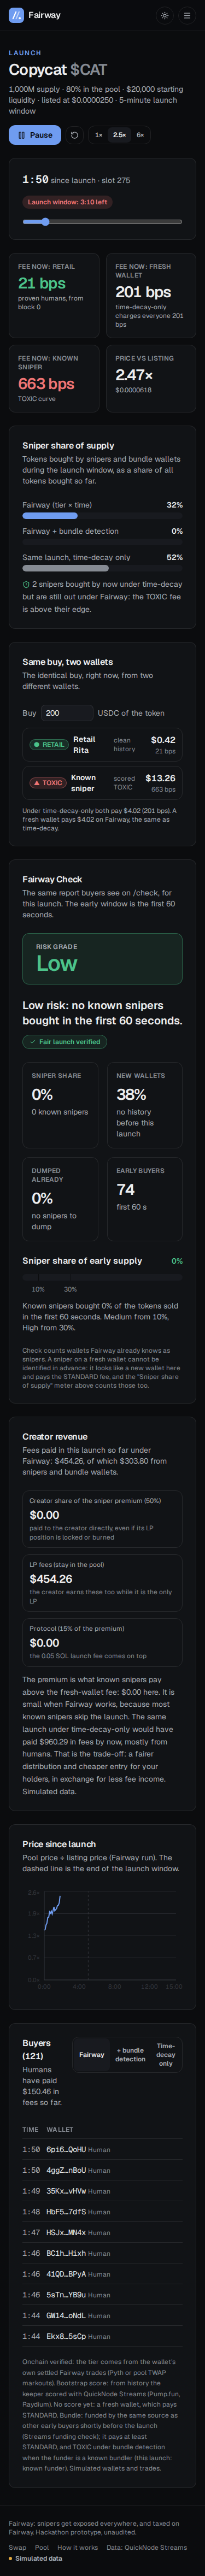 Fairway
LAUNCH
Copycat $CAT
1,000M supply · 80% in the pool · $20,000 starting
liquidity · listed at $0.0000250 · 5-minute launch
window
Pause
1×
2.5×
6×
1:50 since launch · slot 275
Launch window: 3:10 left
FEE NOW: RETAIL
21 bps
proven humans, from
block 0
FEE NOW: FRESH
WALLET
201 bps
time-decay-only
charges everyone 201
bps
FEE NOW: KNOWN
SNIPER
663 bps
TOXIC curve
PRICE VS LISTING
2.47×
$0.0000618
Sniper share of supply
Tokens bought by snipers and bundle wallets
during the launch window, as a share of all
tokens bought so far.
Fairway (tier × time) 32%
Fairway + bundle detection 0%
Same launch, time-decay only 52%
2 snipers bought by now under time-decay
but are still out under Fairway: the TOXIC fee
is above their edge.
Same buy, two wallets
The identical buy, right now, from two
different wallets.
Buy 200 USDC of the token
RETAIL Retail Rita clean history $0.42 21 bps
TOXIC Known sniper scored TOXIC $13.26 663 bps
Under time-decay-only both pay $4.02 (201 bps). A
fresh wallet pays $4.02 on Fairway, the same as
time-decay.
Fairway Check
The same report buyers see on /check, for
this launch. The early window is the first 60
seconds.
RISK GRADE
Low
Low risk: no known snipers
bought in the first 60 seconds.
Fair launch verified
SNIPER SHARE
0%
0 known snipers
NEW WALLETS
38%
no history
before this
launch
DUMPED
ALREADY
0%
no snipers to
dump
EARLY BUYERS
74
first 60 s
Sniper share of early supply 0%
10% 30%
Known snipers bought 0% of the tokens sold
in the first 60 seconds. Medium from 10%,
High from 30%.
Check counts wallets Fairway already knows as
snipers. A sniper on a fresh wallet cannot be
identified in advance: it looks like a new wallet here
and pays the STANDARD fee, and the "Sniper share
of supply" meter above counts those too.
Creator revenue
Fees paid in this launch so far under
Fairway: $454.26, of which $303.80 from
snipers and bundle wallets.
Creator share of the sniper premium (50%)
$0.00
paid to the creator directly, even if its LP
position is locked or burned
LP fees (stay in the pool)
$454.26
the creator earns these too while it is the only
LP
Protocol (15% of the premium)
$0.00
the 0.05 SOL launch fee comes on top
The premium is what known snipers pay
above the fresh-wallet fee: $0.00 here. It is
small when Fairway works, because most
known snipers skip the launch. The same
launch under time-decay-only would have
paid $960.29 in fees by now, mostly from
humans. That is the trade-off: a fairer
distribution and cheaper entry for your
holders, in exchange for less fee income.
Simulated data.
Price since launch
Pool price ÷ listing price (Fairway run). The
dashed line is the end of the launch window.
Buyers
(121)
Humans
have paid
$150.46 in
fees so far.
Fairway
+ bundle
detection
Time-
decay
only
TIME WALLET
1:50 6pi6…QoHU Human
1:50 4ggZ…nBoU Human
1:49 35Kx…vHVw Human
1:48 HbF5…7dfS Human
1:47 HSJx…MN4x Human
1:46 BC1h…Hixh Human
1:46 41QD…BPyA Human
1:46 5sTn…YB9u Human
1:44 GW14…oNdL Human
1:44 Ekx8…5sCp Human
Onchain verified: the tier comes from the wallet's
own settled Fairway trades (Pyth or pool TWAP
markouts). Bootstrap score: from history the
keeper scored with QuickNode Streams (Pump.fun,
Raydium). No score yet: a fresh wallet, which pays
STANDARD. Bundle: funded by the same source as
other early buyers shortly before the launch
(Streams funding check); it pays at least
STANDARD, and TOXIC under bundle detection
when the funder is a known bundler (this launch:
known funder). Simulated wallets and trades.
Fairway: snipers get exposed everywhere, and taxed on
Fairway. Hackathon prototype, unaudited.
Swap Pool How it works Data: QuickNode Streams
Simulated data